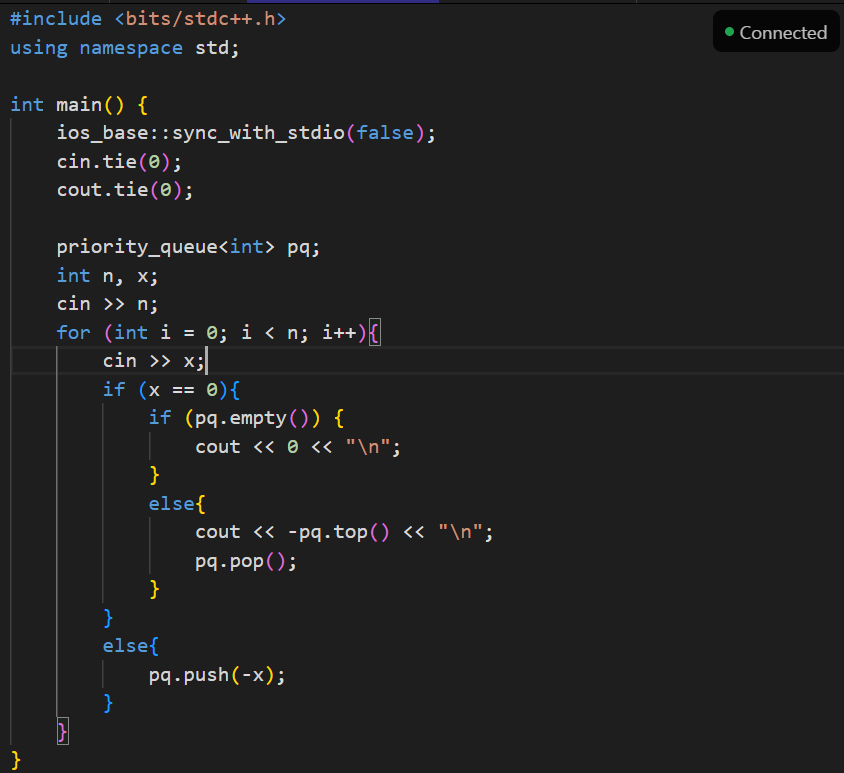 #include <bits/stdc++.h>
Connected
using namespace std;

int main() {
    ios_base::sync_with_stdio(false);
    cin.tie(0);
    cout.tie(0);

    priority_queue<int> pq;
    int n, x;
    cin >> n;
    for (int i = 0; i < n; i++){
        cin >> x;
        if (x == 0){
            if (pq.empty()) {
                cout << 0 << "\n";
            }
            else{
                cout << -pq.top() << "\n";
                pq.pop();
            }
        }
        else{
            pq.push(-x);
        }
    }
}